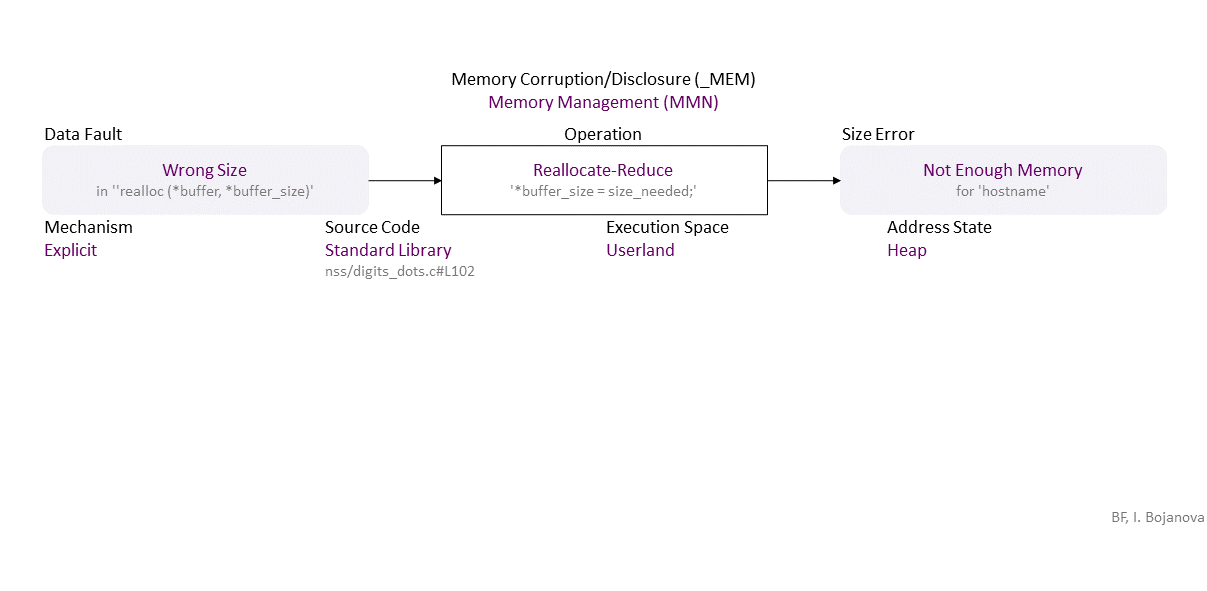 Memory Corruption/Disclosure (_MEM)
Memory Management (MMN)
Data Fault
Operation
Size Error
Wrong Size
in ''realloc (*buffer, *buffer_size)'
Reallocate-Reduce
'*buffer_size = size_needed;'
Not Enough Memory
for 'hostname'
Mechanism
Explicit
Source Code
Standard Library
nss/digits_dots.c#L102
Execution Space
Userland
Address State
Heap
BF, I. Bojanova